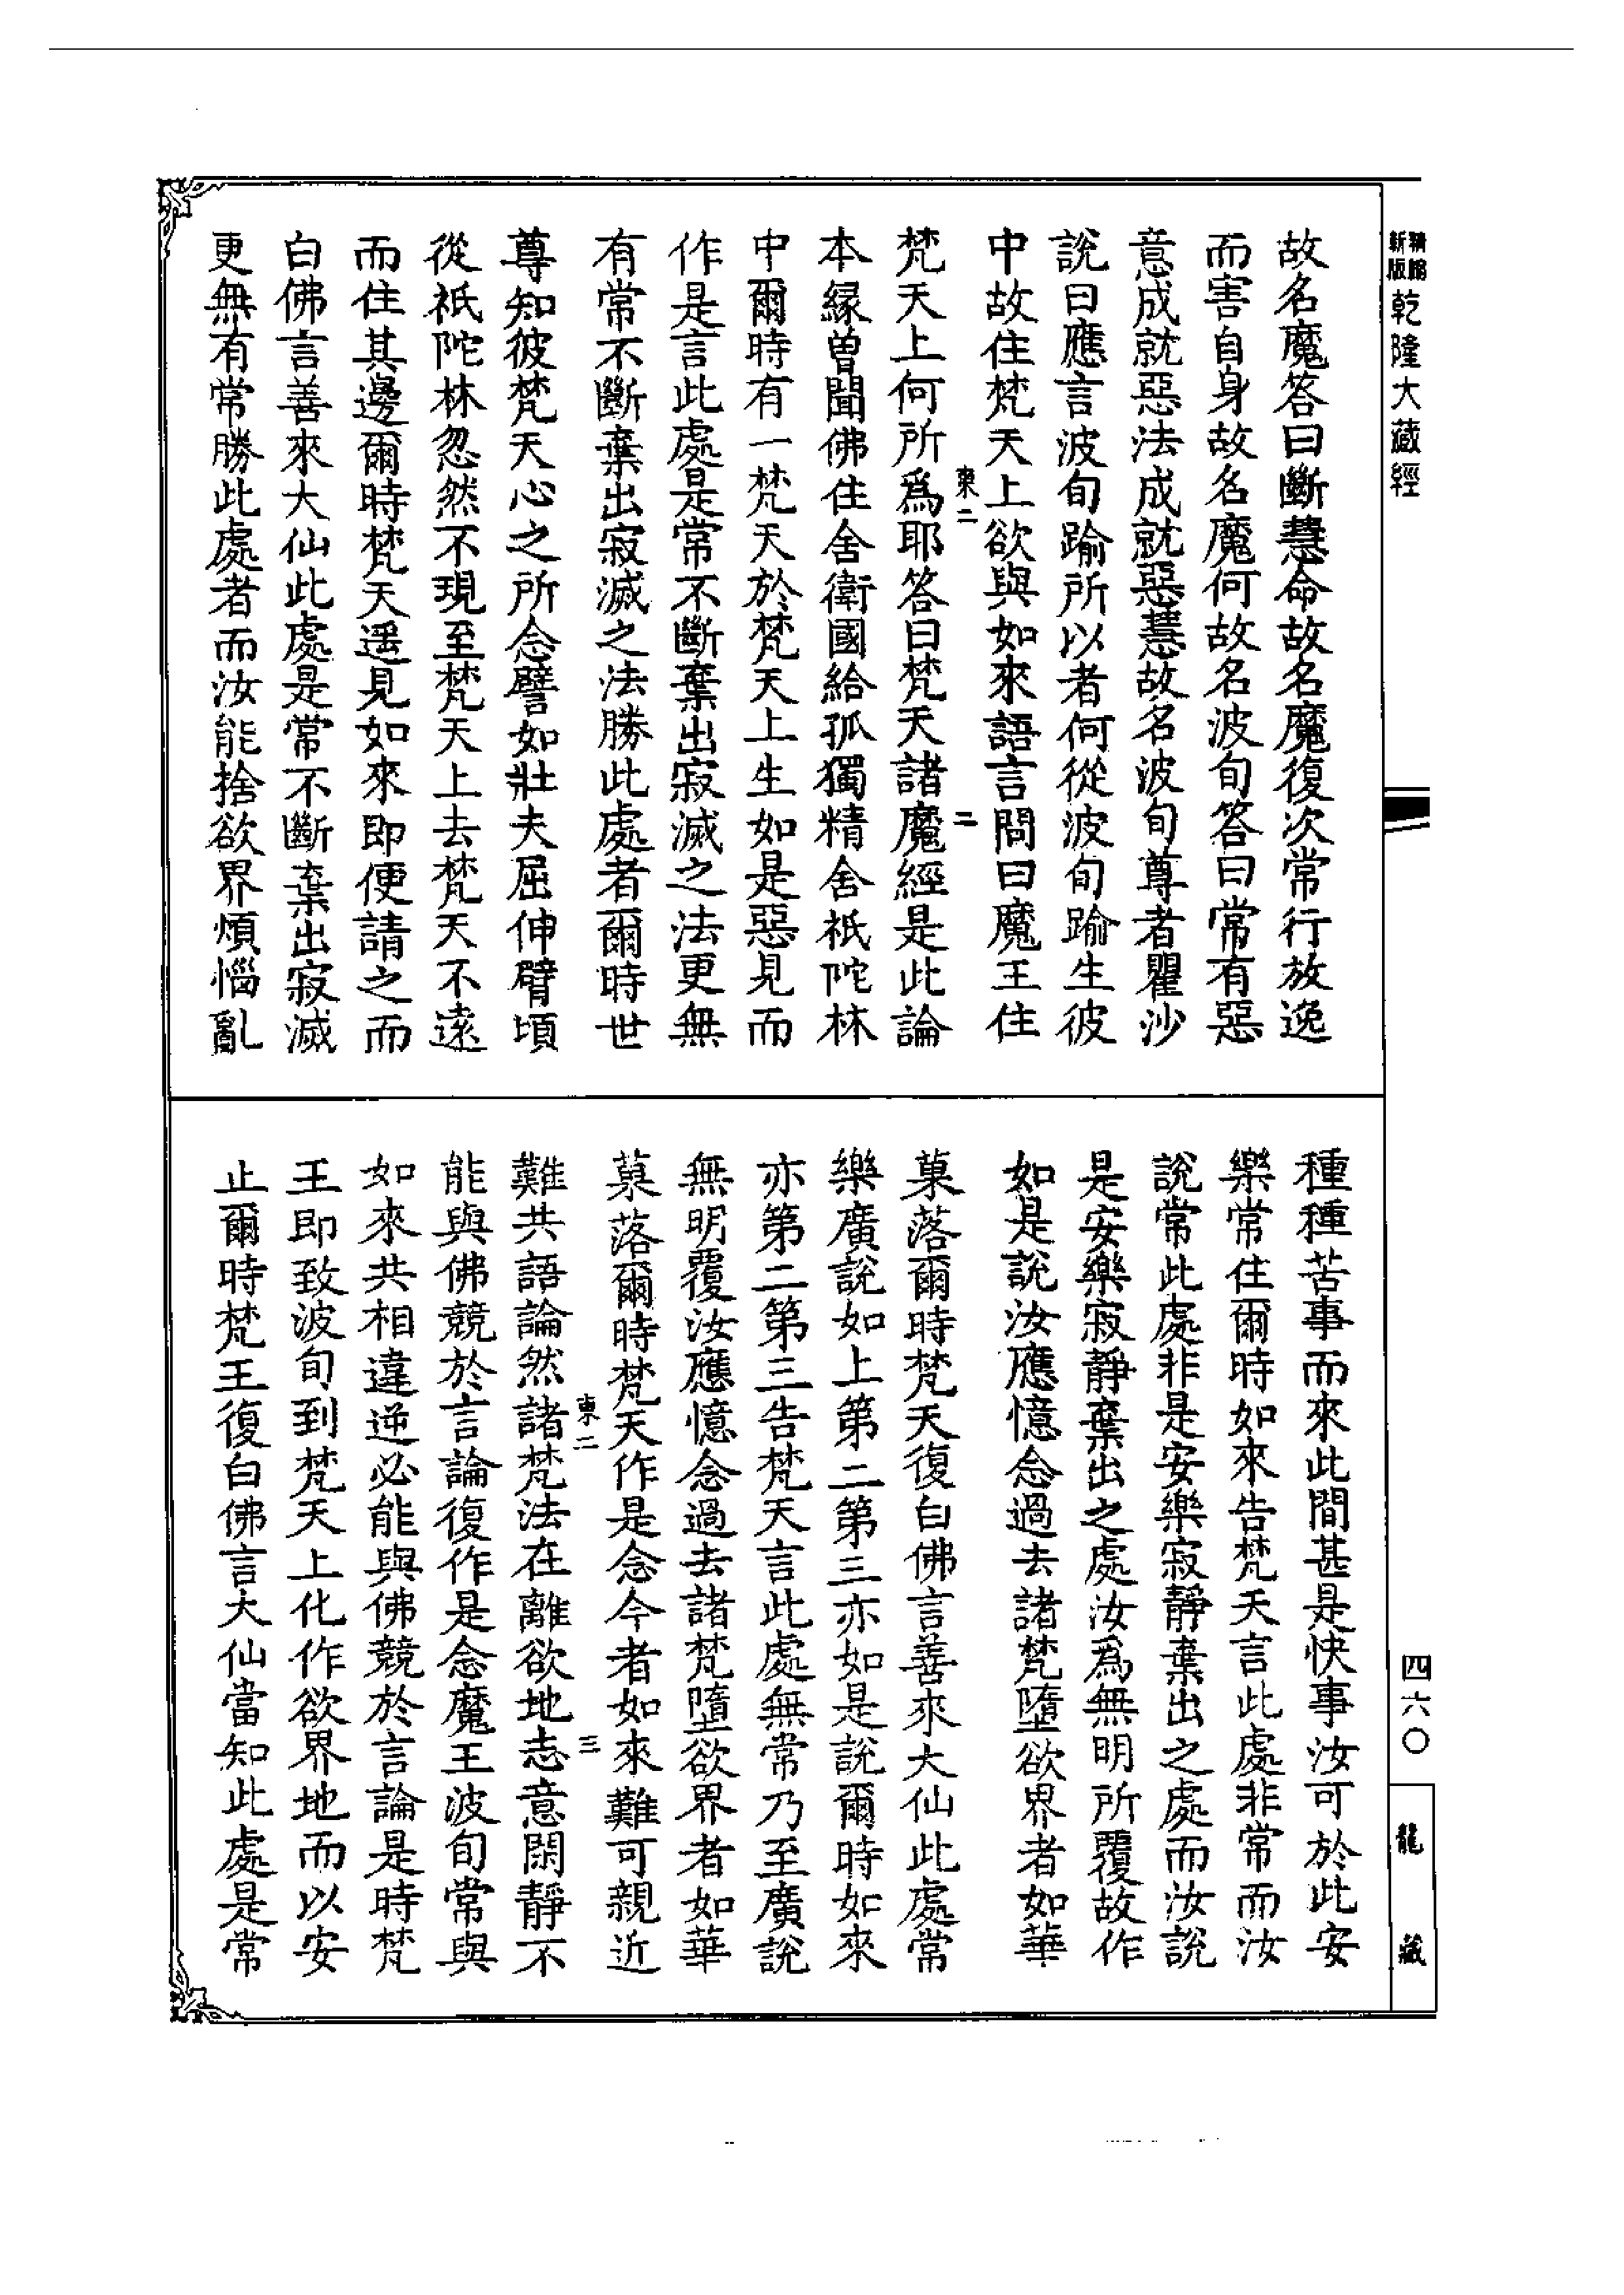 新版
精縮
乾隆大藏經
故名魔答曰斷慧命故名魔復次常行放逸
而害自身故名魔何故名波旬答曰常有惡
意成就惡法成就惡慧故名波旬尊者瞿沙
說曰應言波旬踰所以者何從波旬踰生彼
中故住梵天上欲與如來語言問曰魔王住
東二
二
梵天上何所爲耶答曰梵天諸魔經是此論
本緣曾聞佛住舍衛國給孤獨精舍祇陀林
中爾時有一梵天於梵天上生如是惡見而
作是言此處是常不斷棄出寂滅之法更無
有常不斷棄出寂滅之法勝此處者爾時世
尊知彼梵天心之所念譬如壯夫屈伸臂頃
從祇陀林忽然不現至梵天上去梵天不遠
而住其邊爾時梵天遥見如來即便請之而
白佛言善來大仙此處是常不斷棄出寂滅
更無有常勝此處者而汝能捨欲界煩惱亂
種種苦事而來此間甚是快事汝可於此安
樂常住爾時如來告梵天言此處非常而汝
說常此處非是安樂寂靜棄出之處而汝說
是安樂寂靜棄出之處汝爲無明所覆故作
如是說汝應憶念過去諸梵墮欲界者如華
菓落爾時梵天復白佛言善來大仙此處常
樂廣說如上第二第三亦如是說爾時如來
亦第二第三告梵天言此處無常乃至廣說
無明覆汝應憶念過去諸梵墮欲界者如華
菓落爾時梵天作是念今者如來難可親近
東二
三
難共語論然諸梵法在離欲地志意閑靜不
能與佛競於言論復作是念魔王波旬常與
如來共相違逆必能與佛競於言論是時梵
王即致波旬到梵天上化作欲界地而以安
止爾時梵王復白佛言大仙當知此處是常
四六〇
龍藏